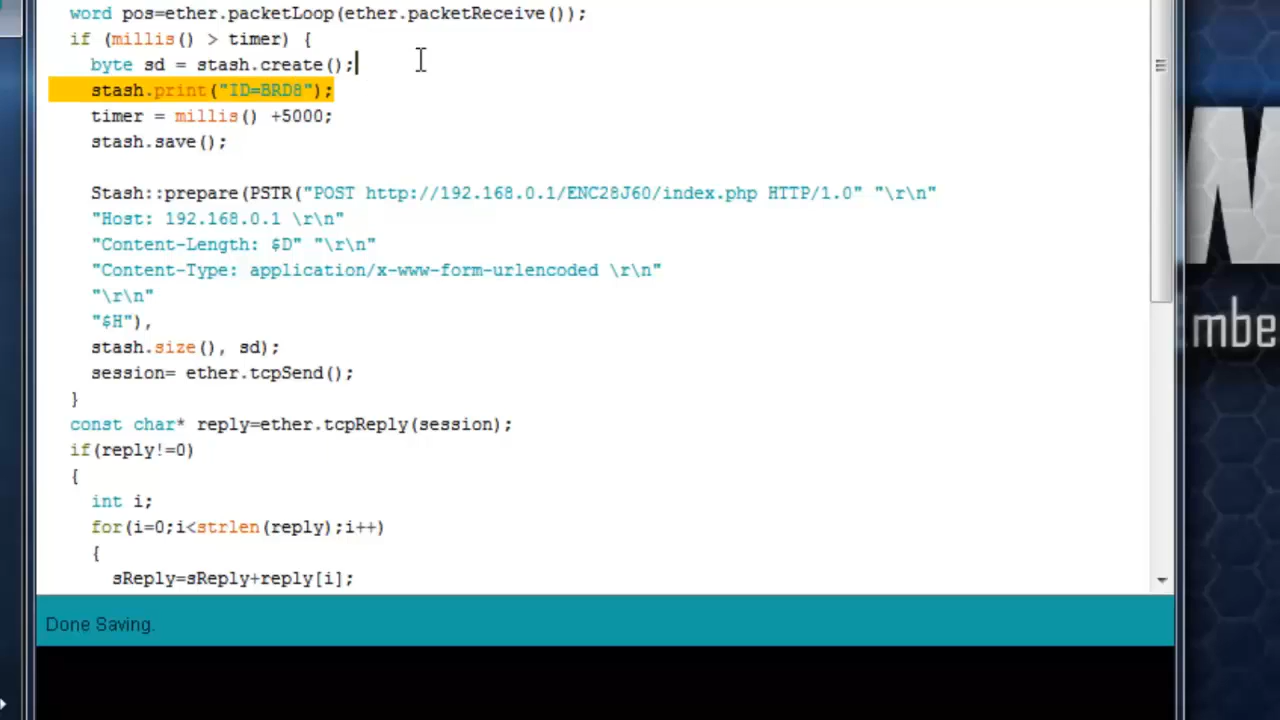 word pos=ether.packetLoop(ether.packetReceive());
if (millis() > timer) {
byte sd = stash.create();
stash.print("ID=BRD8");
timer = millis() +5000;
stash.save();
Stash::prepare(PSTR("POST http://192.168.0.1/ENC28J60/index.php HTTP/1.0" "\r\n"
"Host: 192.168.0.1 \r\n"
"Content-Length: $D" "\r\n"
"Content-Type: application/x-www-form-urlencoded \r\n"
"\r\n"
"$H"),
stash.size(), sd);
session= ether.tcpSend();
}
const char* reply=ether.tcpReply(session);
if(reply!=0)
{
int i;
for(i=0;i<strlen(reply);i++)
{
sReply=sReply+reply[i];
Done Saving.
W
mbe